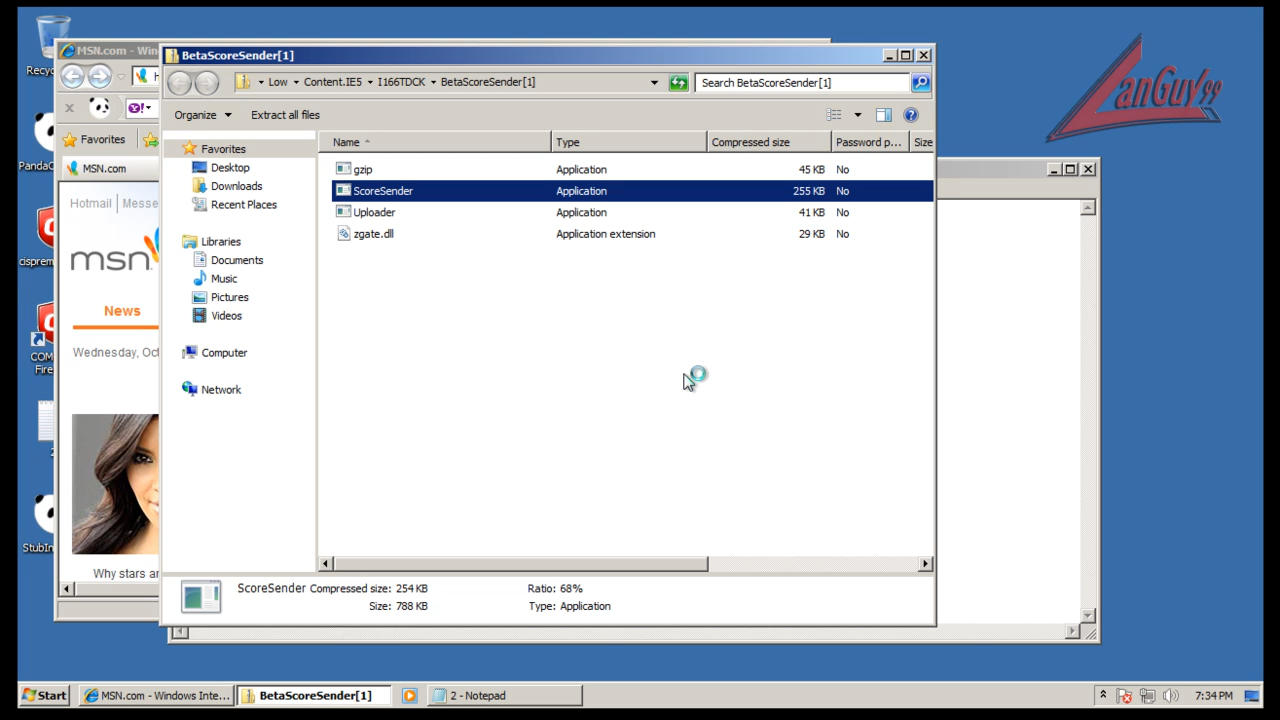 Recyc
MSN.com - Win
BetaScoreSender[1]
Low
Content.IE5
I166TDCK
BetaScoreSender[1]
Search BetaScoreSender[1]
LanGuy99
Organize
Extract all files
Favorites
MSN.com
Hotmail
Messe
msn
News
Wednesday, Oct
Why stars ar
PandaC
cisprem
COM
Fire
2
StubIn
Favorites
Desktop
Downloads
Recent Places
Libraries
Documents
Music
Pictures
Videos
Computer
Network
Name Type Compressed size Password p... Size
gzip Application 45 KB No
ScoreSender Application 255 KB No
Uploader Application 41 KB No
zgate.dll Application extension 29 KB No
ScoreSender Compressed size: 254 KB Ratio: 68%
Size: 788 KB Type: Application
Start
MSN.com - Windows Inte...
BetaScoreSender[1]
2 - Notepad
7:34 PM